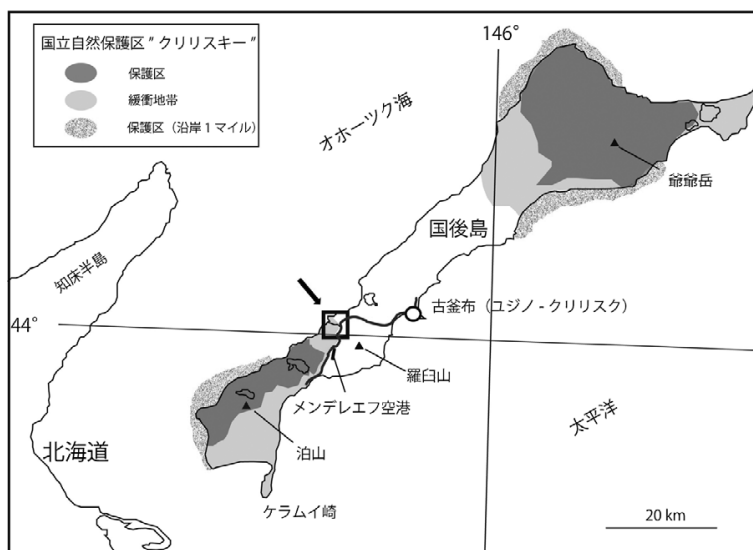 国立自然保護区 ” クリリスキー ”
保護区
緩衝地帯
保護区（沿岸 1 マイル）
146°
オホーツク海
爺爺岳
国後島
知床半島
古釜布（ユジノ - クリリスク）
44°
羅臼山
メンデレエフ空港
太平洋
北海道
泊山
ケラムイ崎
20 km